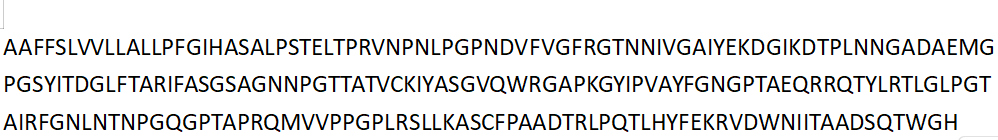 AAFFSLVVLLALLPFGIHASALPSTELTPRVNPNLPGPNDVFVGFRGTNNIVGAIYEKDGIKDTPLNNGADAEMG
PGSYITDGLFTARIFASGSAGNNPGTTATVCKIYASGVQWRGAPKGYIPVAYFGNGPTAEQRRQTYLRTLGLPGT
AIRFGNLNTNPGQGPTAPRQMVVPPGPLRSLLKASCFPAADTRLPQTLHYFEKRVDWNIITAADSQTWGH